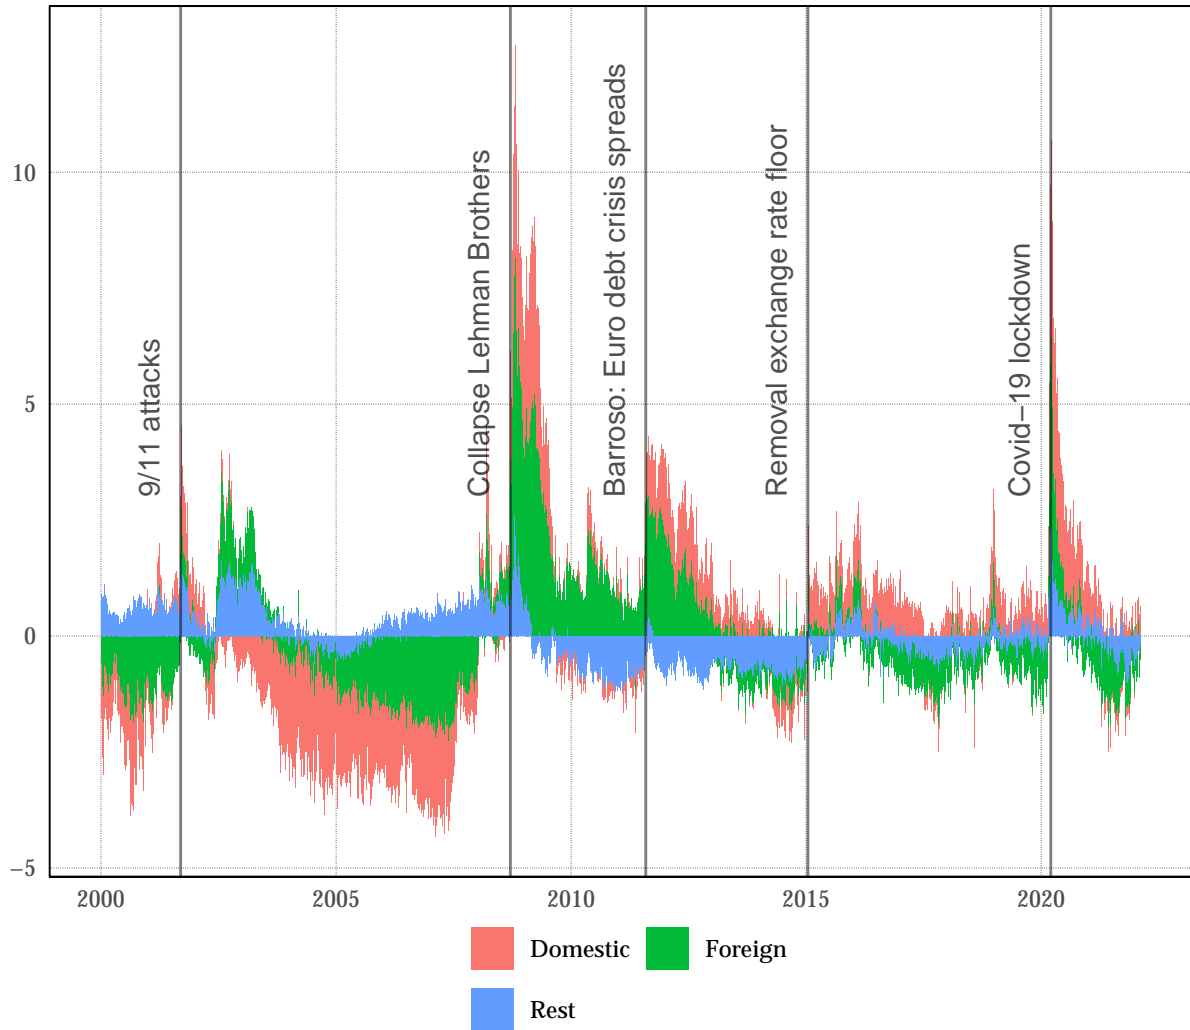 10
5
0
−5
9/11 attacks
Collapse Lehman Brothers
Barroso: Euro debt crisis spreads
Removal exchange rate floor
Covid−19 lockdown
2000
2005
2010
2015
2020
Domestic
Foreign
Rest